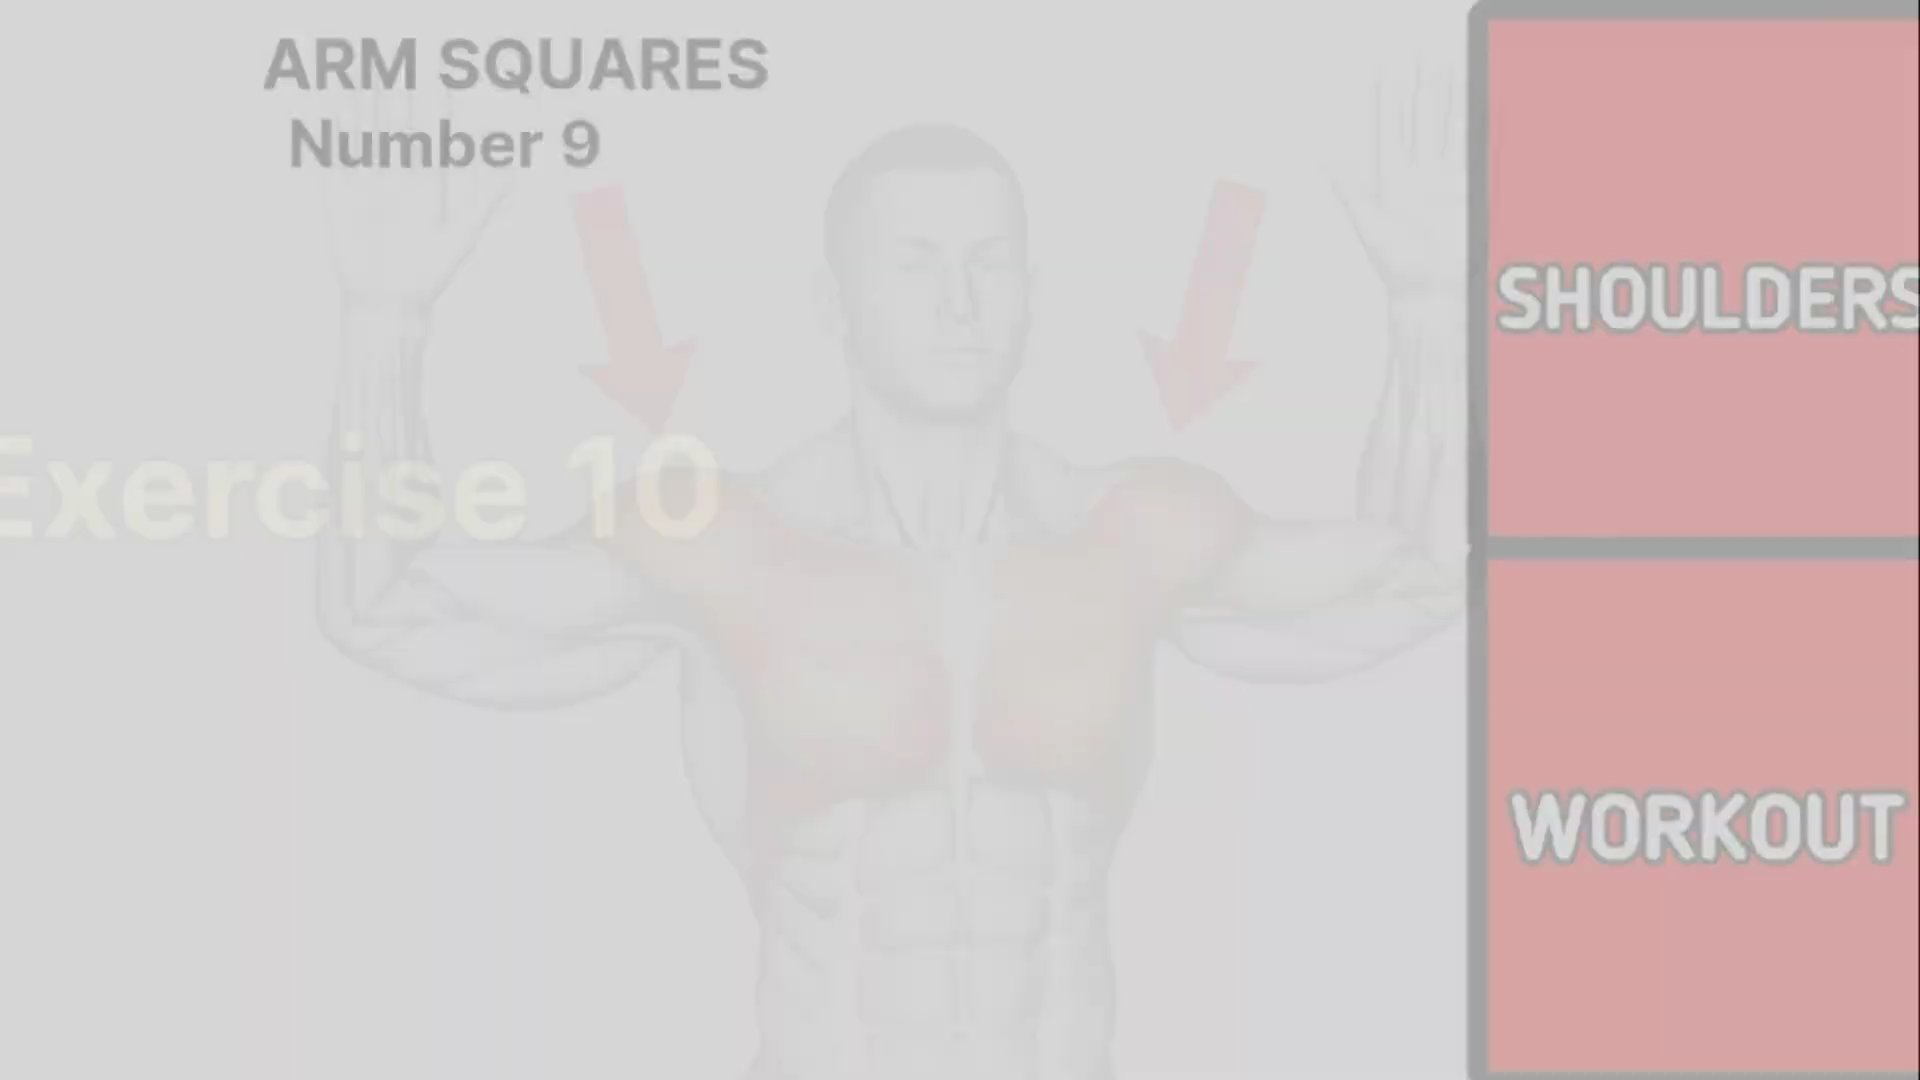 ARM SQUARES
Number 9
Exercise 10
SHOULDERS
WORKOUT